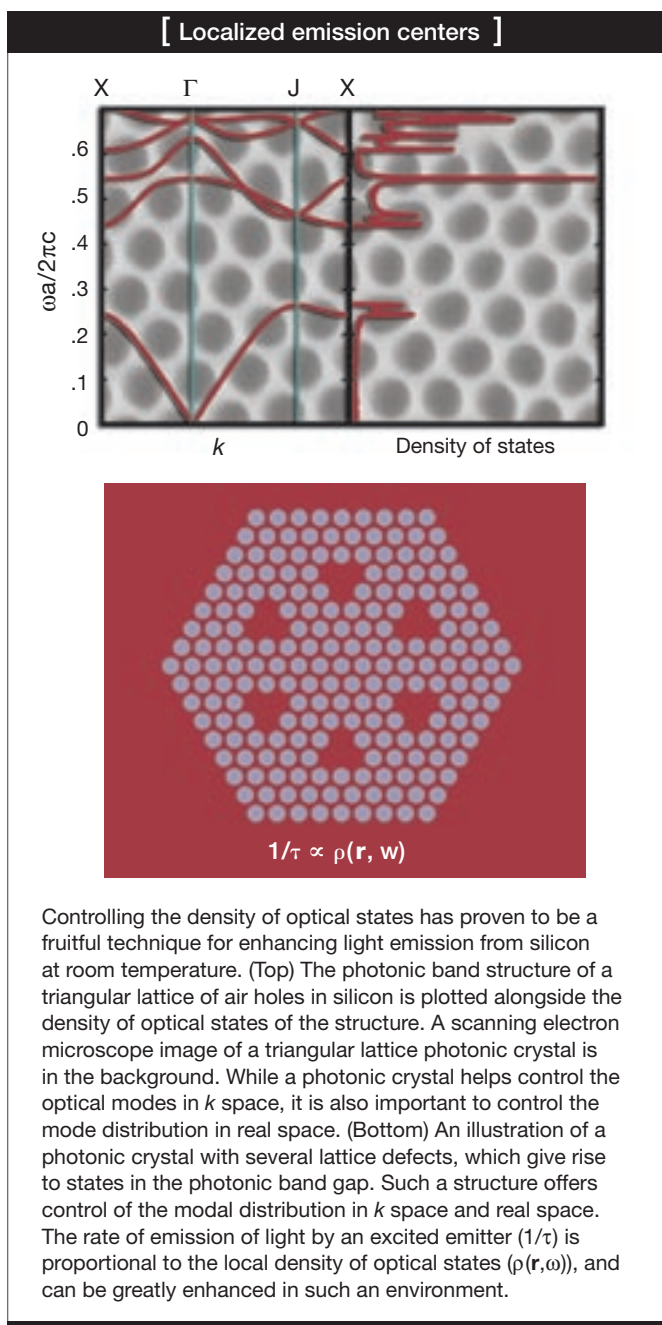 [ Localized emission centers ]
X Γ J X
.6
.5
.4
.3
.2
.1
0
ωa/2πc
k Density of states
1/τ ∝ ρ(r, w)
Controlling the density of optical states has proven to be a
fruitful technique for enhancing light emission from silicon
at room temperature. (Top) The photonic band structure of a
triangular lattice of air holes in silicon is plotted alongside the
density of optical states of the structure. A scanning electron
microscope image of a triangular lattice photonic crystal is
in the background. While a photonic crystal helps control the
optical modes in k space, it is also important to control the
mode distribution in real space. (Bottom) An illustration of a
photonic crystal with several lattice defects, which give rise
to states in the photonic band gap. Such a structure offers
control of the modal distribution in k space and real space.
The rate of emission of light by an excited emitter (1/τ) is
proportional to the local density of optical states (ρ(r,ω)), and
can be greatly enhanced in such an environment.